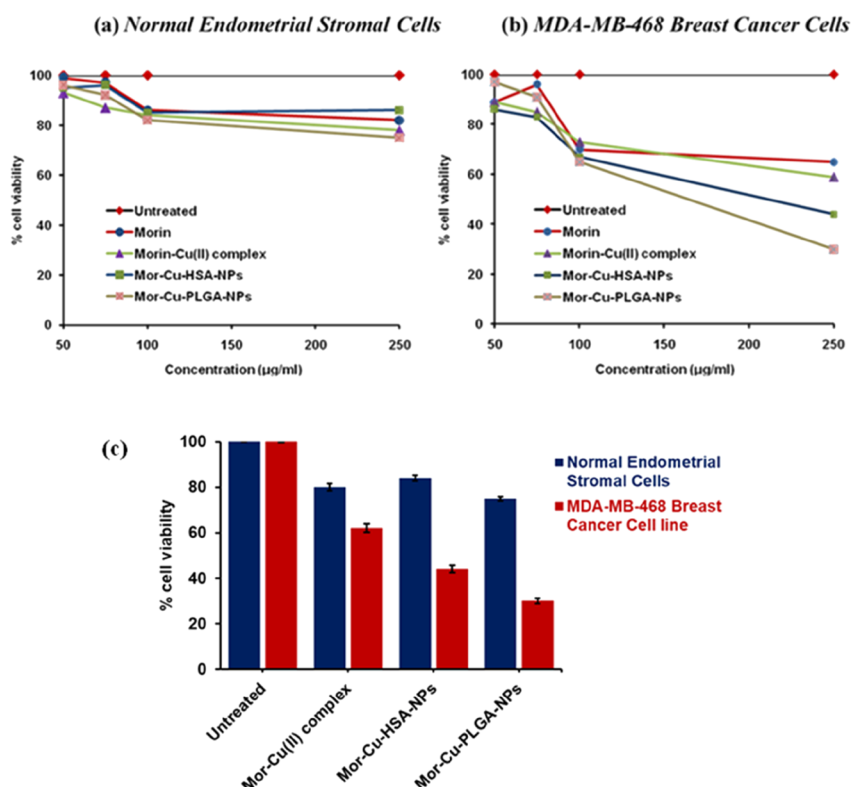 (a) Normal Endometrial Stromal Cells
100
80
60
40
20
0
% cell viability
Untreated
Morin
Morin-Cu(II) complex
Mor-Cu-HSA-NPs
Mor-Cu-PLGA-NPs
50
100
150
200
250
Concentration (µg/ml)
(b) MDA-MB-468 Breast Cancer Cells
100
80
60
40
20
0
% cell viability
Untreated
Morin
Morin-Cu(II) complex
Mor-Cu-HSA-NPs
Mor-Cu-PLGA-NPs
50
100
150
200
250
Concentration (µg/ml)
(c)
100
80
60
40
20
0
% cell viability
Normal Endometrial
Stromal Cells
MDA-MB-468 Breast
Cancer Cell line
Untreated
Mor-Cu(II) complex
Mor-Cu-HSA-NPs
Mor-Cu-PLGA-NPs